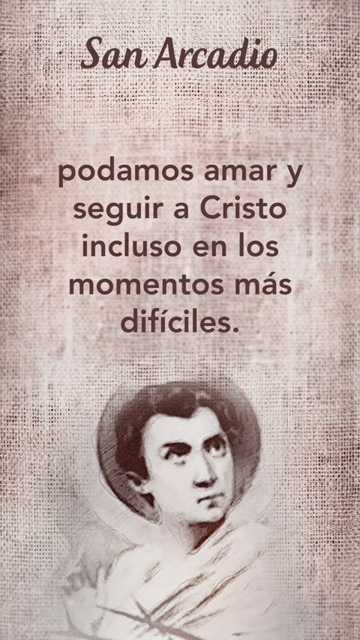 San Arcadio
podamos amar y
seguir a Cristo
incluso en los
momentos más
difíciles.